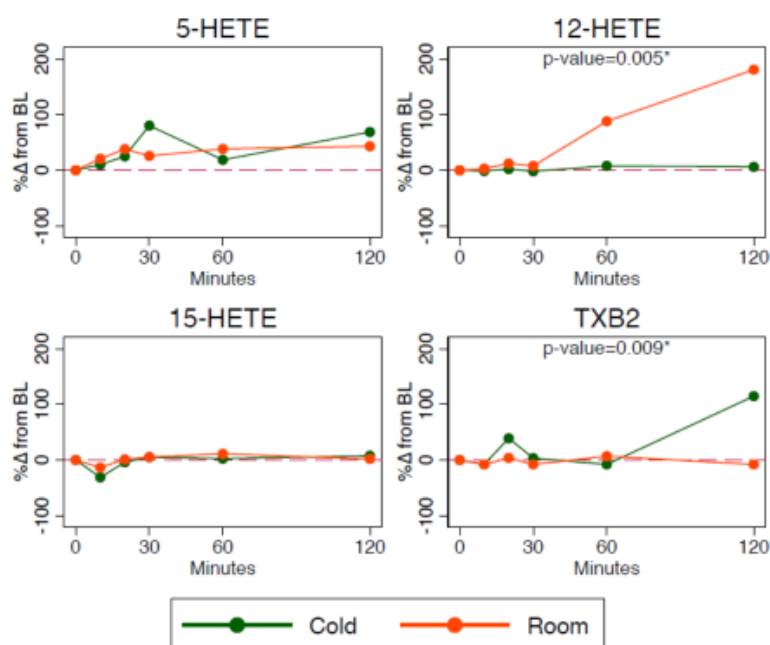 5-HETE
%Δ from BL
200
100
0
-100
0 30 60 120
Minutes
12-HETE
p-value=0.005*
%Δ from BL
200
100
0
-100
0 30 60 120
Minutes
15-HETE
%Δ from BL
200
100
0
-100
0 30 60 120
Minutes
TXB2
p-value=0.009*
%Δ from BL
200
100
0
-100
0 30 60 120
Minutes
Cold Room